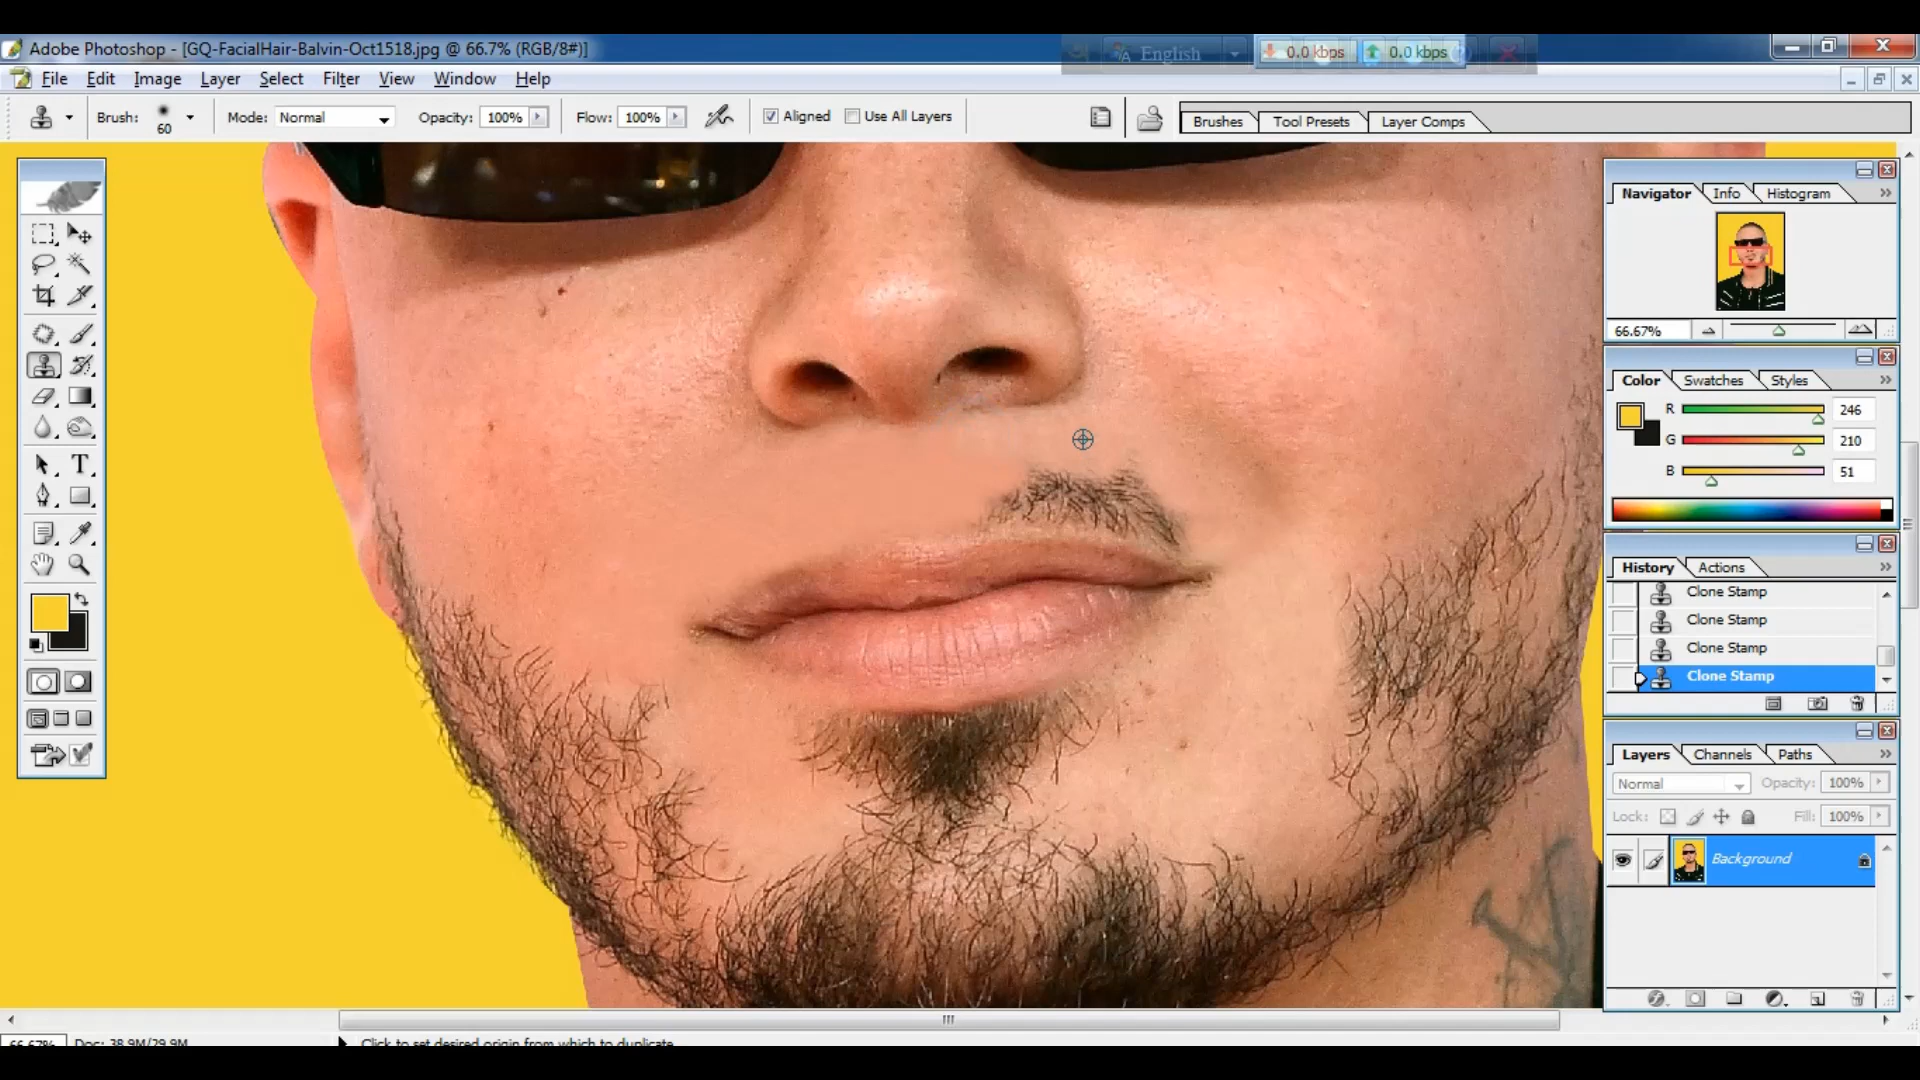 Adobe Photoshop - [GQ-FacialHair-Balvin-Oct1518.jpg @ 66.7% (RGB/8#)]
English
0.0 kbps
0.0 kbps
File Edit Image Layer Select Filter View Window Help
Brush: 60 Mode: Normal Opacity: 100% Flow: 100% Aligned Use All Layers
Brushes Tool Presets Layer Comps
Navigator Info Histogram
66.67%
Color Swatches Styles
R 246
G 210
B 51
History Actions
Clone Stamp
Clone Stamp
Clone Stamp
Clone Stamp
Layers Channels Paths
Normal Opacity: 100%
Lock: Fill: 100%
Background
66.67% Doc: 38.9M/29.9M Click to set desired origin from which to duplicate